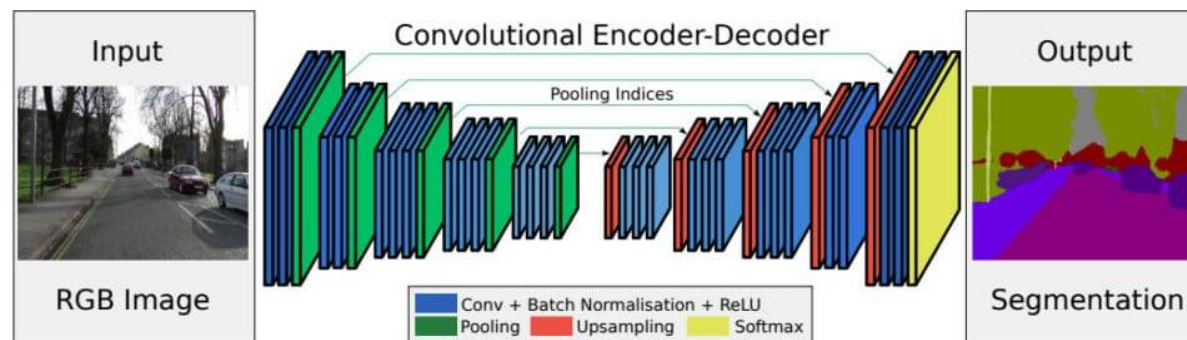 Input
RGB Image
Convolutional Encoder-Decoder
Pooling Indices
Conv + Batch Normalisation + ReLU
Pooling Upsampling Softmax
Output
Segmentation